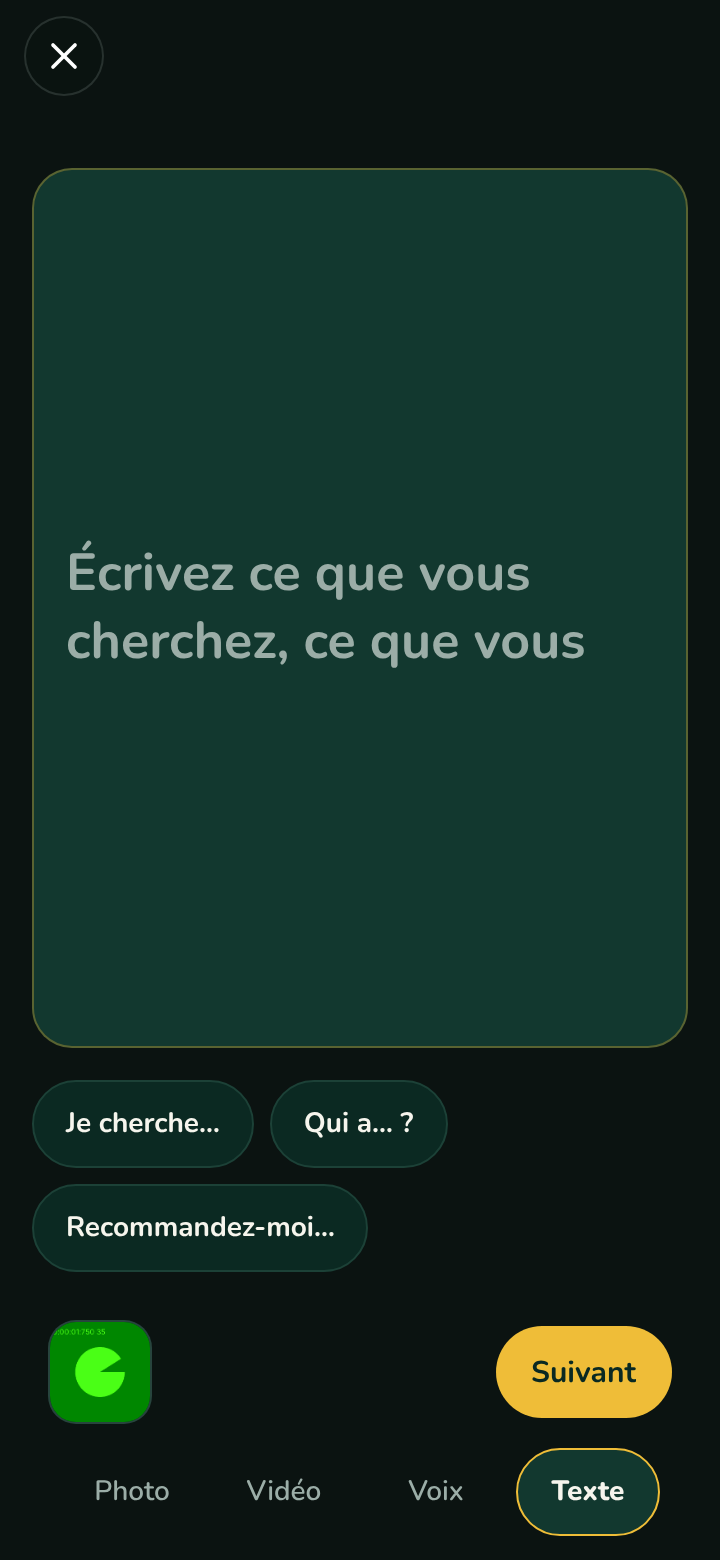 Écrivez ce que vous
cherchez, ce que vous
Je cherche...
Qui a... ?
Recommandez-moi...
Suivant
Photo
Vidéo
Voix
Texte